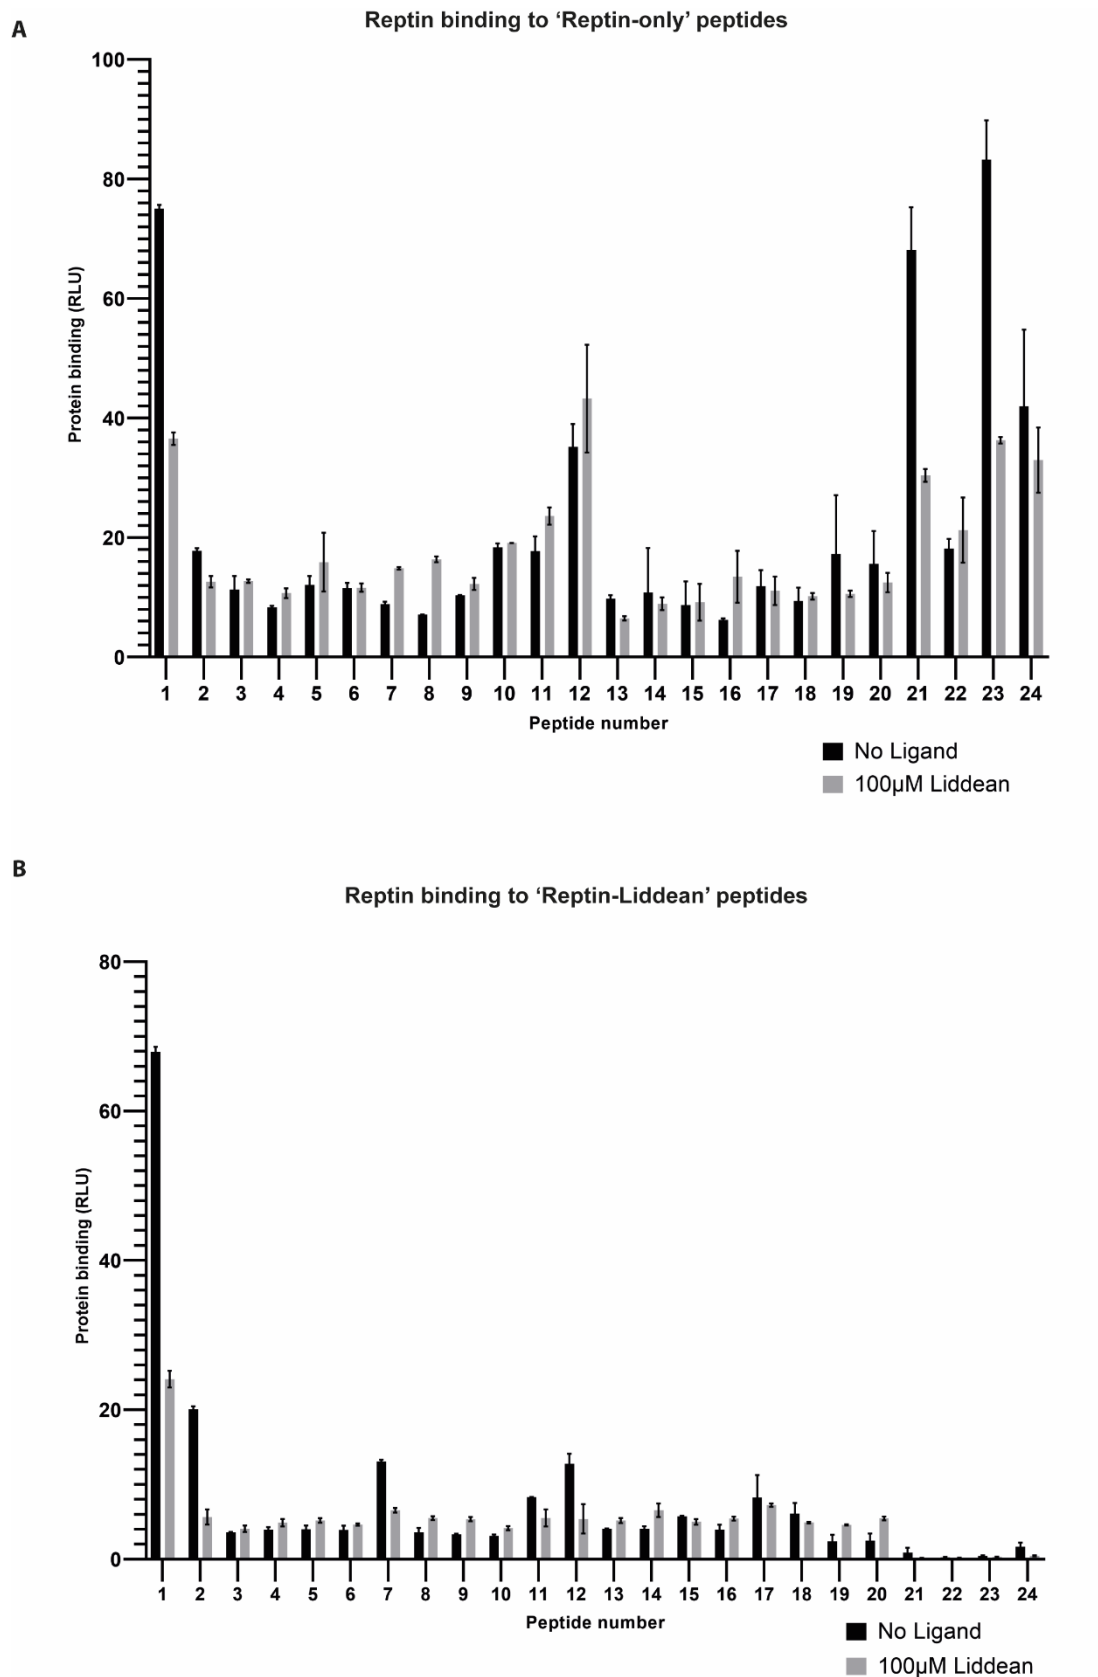 A
Reptin binding to ‘Reptin-only’ peptides
100
80
60
40
20
0
Protein binding (RLU)
1 2 3 4 5 6 7 8 9 10 11 12 13 14 15 16 17 18 19 20 21 22 23 24
Peptide number
No Ligand
100µM Liddean
B
Reptin binding to ‘Reptin-Liddean’ peptides
80
60
40
20
0
Protein binding (RLU)
1 2 3 4 5 6 7 8 9 10 11 12 13 14 15 16 17 18 19 20 21 22 23 24
Peptide number
No Ligand
100µM Liddean